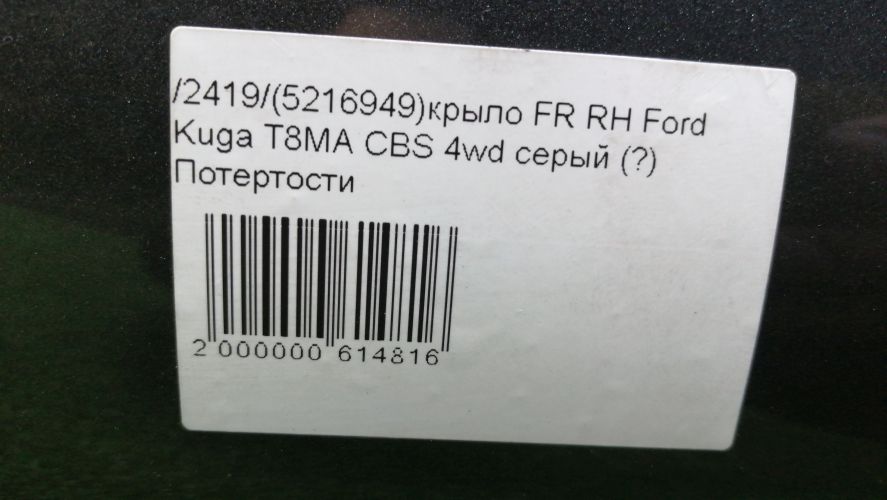 /2419/(5216949)крыло FR RH Ford
Kuga T8MA CBS 4wd серый (?)
Потертости
2 000000 614816